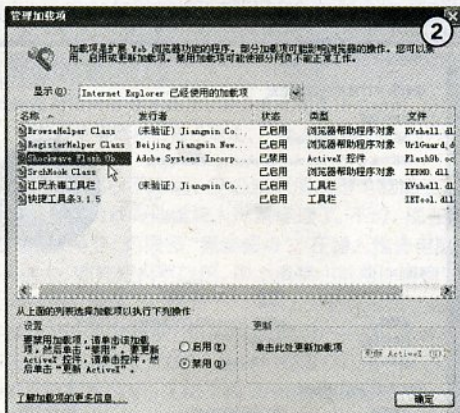 管理加载项
②
加载项是扩展 Web 浏览器功能的程序。部分加载项可能影响浏览器的操作。您可以禁
用、启用或更新加载项。禁用加载项可能使部分网页不能正常工作。
显示(O): Internet Explorer 已经使用的加载项
名称 发行者 状态 类型 文件
BrowseHelper Class (未验证) Jiangmin Co... 已启用 浏览器帮助程序对象 KVshell.dl
RegisterHelper Class Beijing Jiangmin New... 已启用 浏览器帮助程序对象 UrlGuard.d
Shockwave Flash Ob Adobe Systems Incorp... 已禁用 ActiveX 控件 Flash9b.oc
SrchHook Class 已启用 浏览器帮助程序对象
江民杀毒工具栏 (未验证) Jiangmin Co... 已启用 工具栏 KVshell.dl
快捷工具条3.1.5 已启用 工具栏 IETool.dll
从上面的列表选择加载项以执行下列操作
设置
要禁用加载项，请单击该加载
项，然后单击“禁用”。要更新
ActiveX 控件，请单击控件，然
后单击“更新 ActiveX”。
启用(E)
禁用(D)
更新
单击此处更新加载项
更新 ActiveX (U)
了解加载项的更多信息
确定